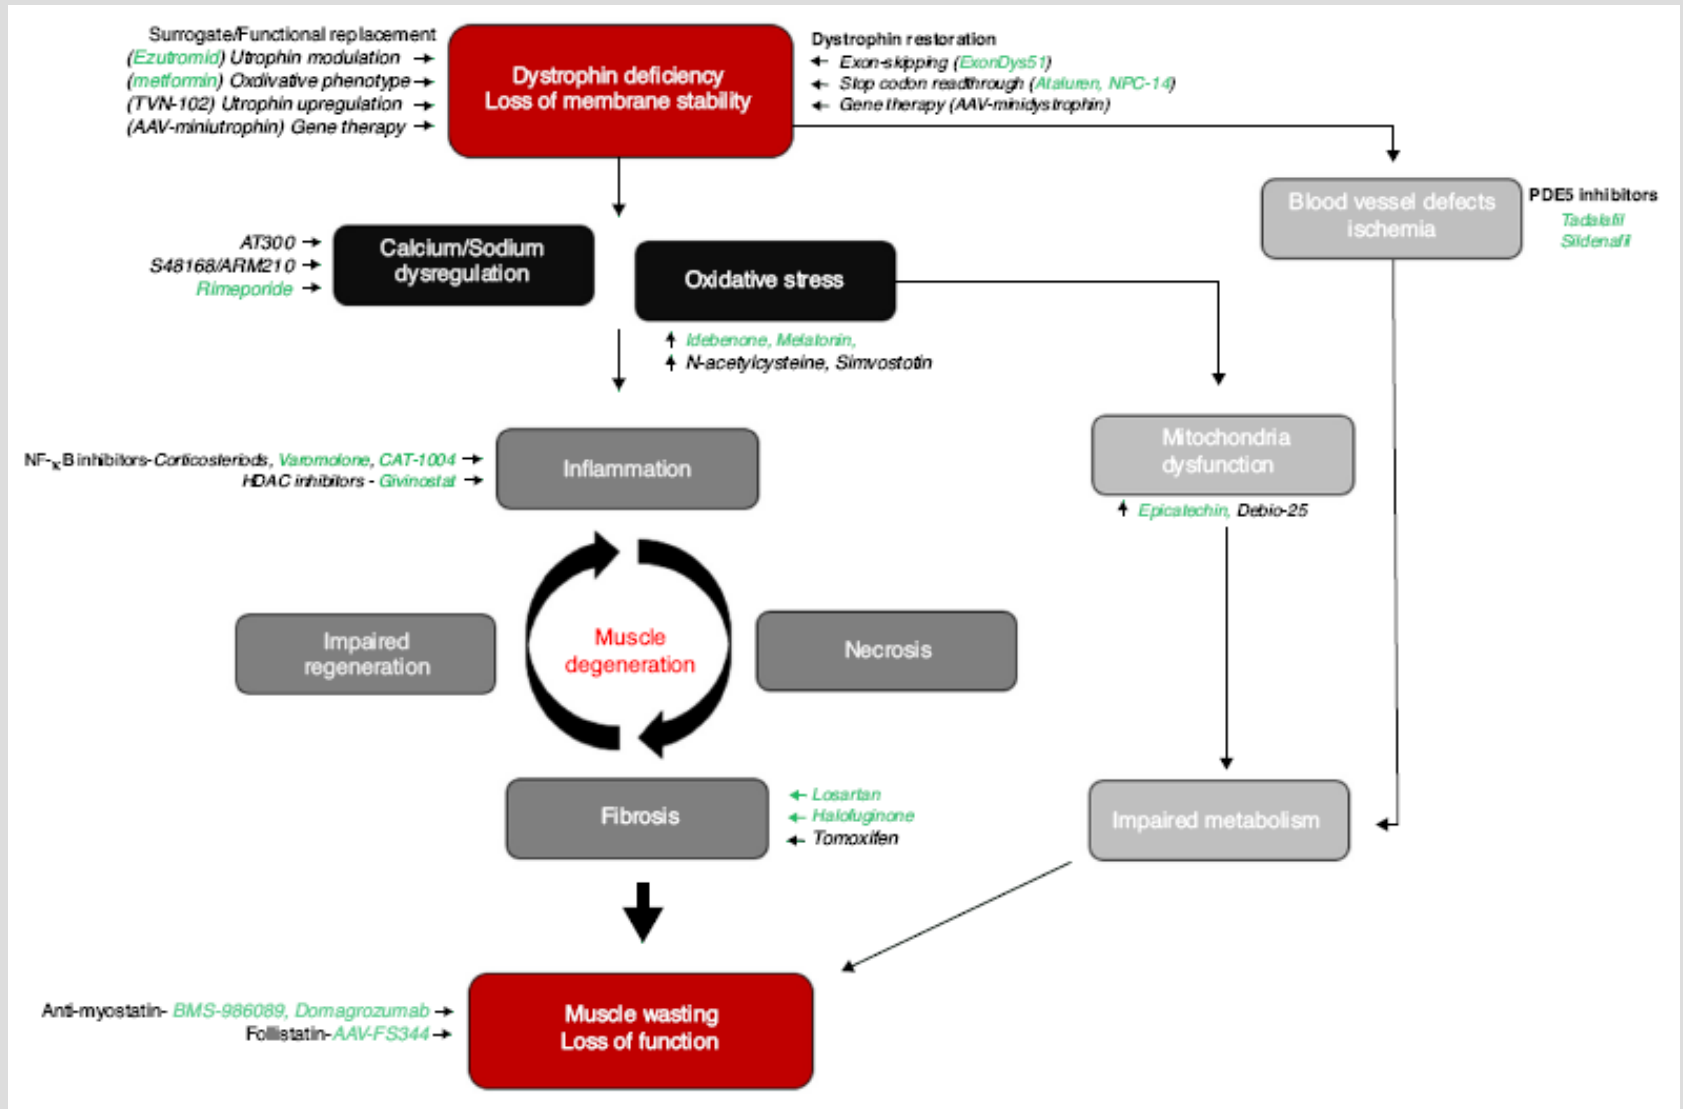 Surrogate/Functional replacement
(Ezutromid) Utrophin modulation
(metformin) Oxdivative phenotype
(TVN-102) Utrophin upregulation
(AAV-miniutrophin) Gene therapy
Dystrophin deficiency
Loss of membrane stability
Dystrophin restoration
Exon-skipping (ExonDys51)
Stop codon readthrough (Ataluren, NPC-14)
Gene therapy (AAV-minidystrophin)
Blood vessel defects
ischemia
PDE5 inhibitors
Tadalafil
Sildenafil
AT300
S48168/ARM210
Rimeporide
Calcium/Sodium
dysregulation
Oxidative stress
Idebenone, Melatonin,
N-acetylcysteine, Simvostotin
NF-κB inhibitors-Corticosteriods, Varomolone, CAT-1004
HDAC inhibitors - Givinostat
Inflammation
Mitochondria
dysfunction
Epicatechin, Debio-25
Impaired
regeneration
Muscle
degeneration
Necrosis
Fibrosis
Losartan
Halofuginone
Tomoxifen
Impaired metabolism
Anti-myostatin- BMS-986089, Domagrozumab
Follistatin-AAV-FS344
Muscle wasting
Loss of function